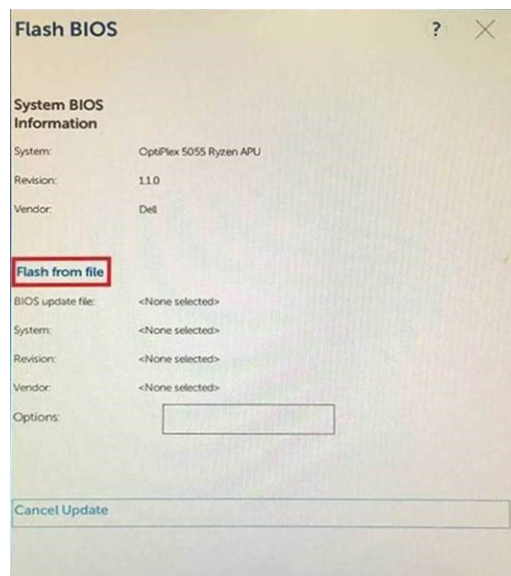 Flash BIOS ?
System BIOS
Information
System: OptiPlex 5055 Ryzen APU
Revision: 1.1.0
Vendor: Dell
Flash from file
BIOS update file: <None selected>
System: <None selected>
Revision: <None selected>
Vendor: <None selected>
Options:
Cancel Update